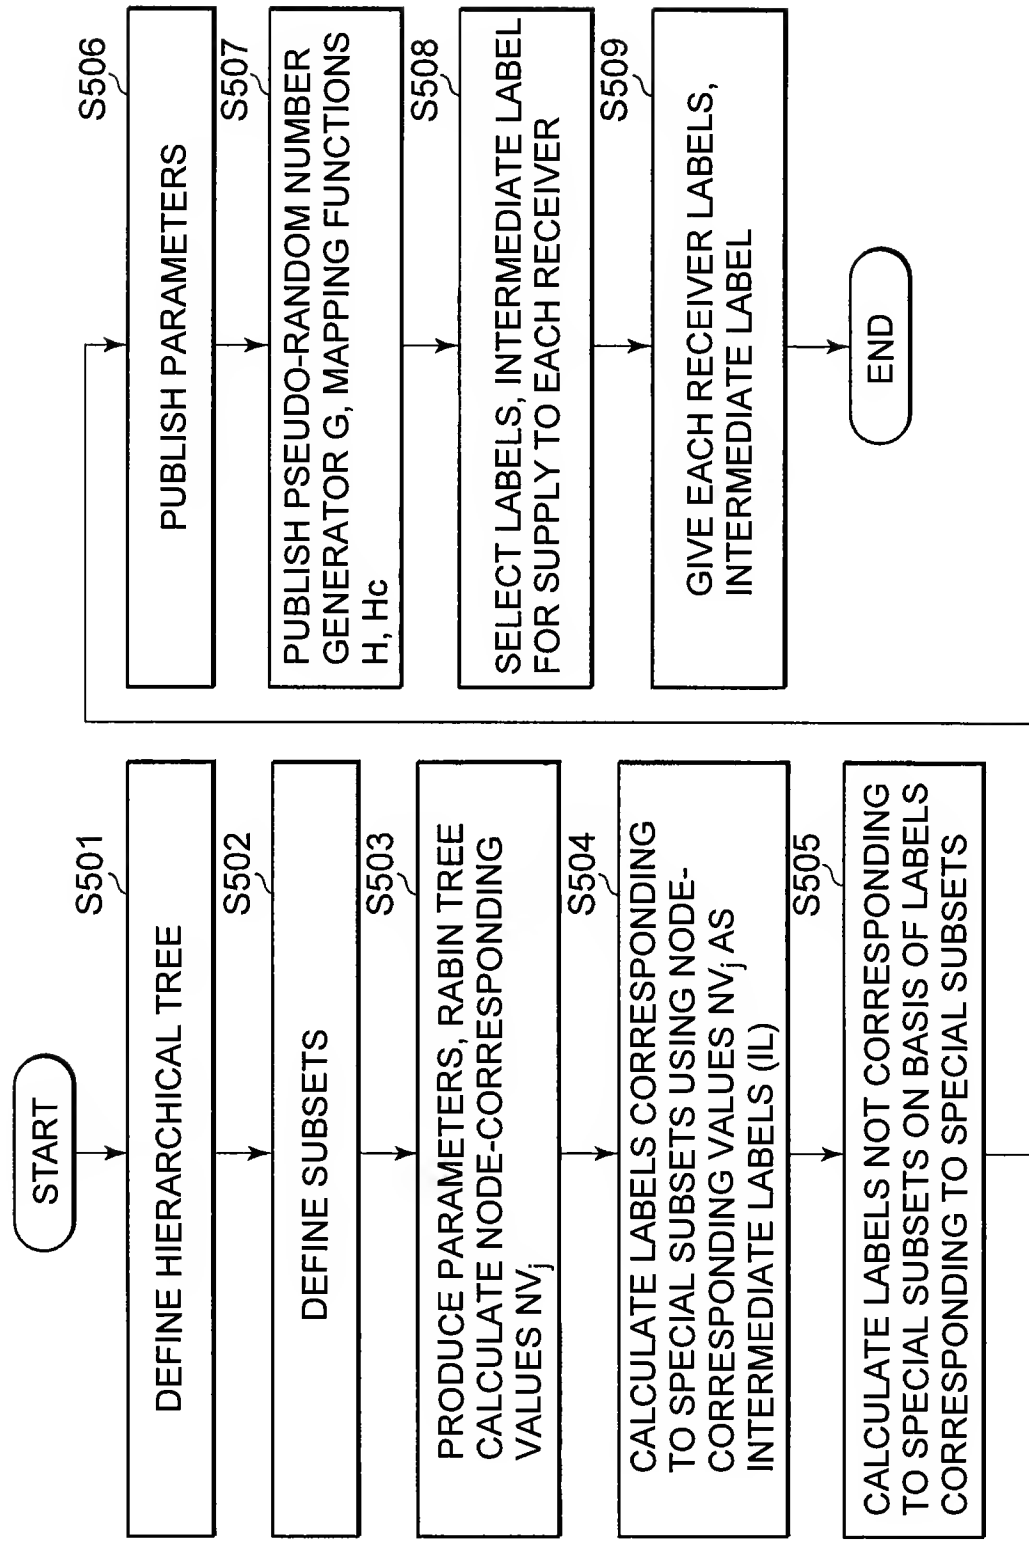 START
S501
DEFINE HIERARCHICAL TREE
S502
DEFINE SUBSETS
S503
PRODUCE PARAMETERS, RABIN TREE
CALCULATE NODE-CORRESPONDING
VALUES NVj
S504
CALCULATE LABELS CORRESPONDING
TO SPECIAL SUBSETS USING NODE-
CORRESPONDING VALUES NVj AS
INTERMEDIATE LABELS (IL)
S505
CALCULATE LABELS NOT CORRESPONDING
TO SPECIAL SUBSETS ON BASIS OF LABELS
CORRESPONDING TO SPECIAL SUBSETS
S506
PUBLISH PARAMETERS
S507
PUBLISH PSEUDO-RANDOM NUMBER
GENERATOR G, MAPPING FUNCTIONS
H, Hc
S508
SELECT LABELS, INTERMEDIATE LABEL
FOR SUPPLY TO EACH RECEIVER
S509
GIVE EACH RECEIVER LABELS,
INTERMEDIATE LABEL
END